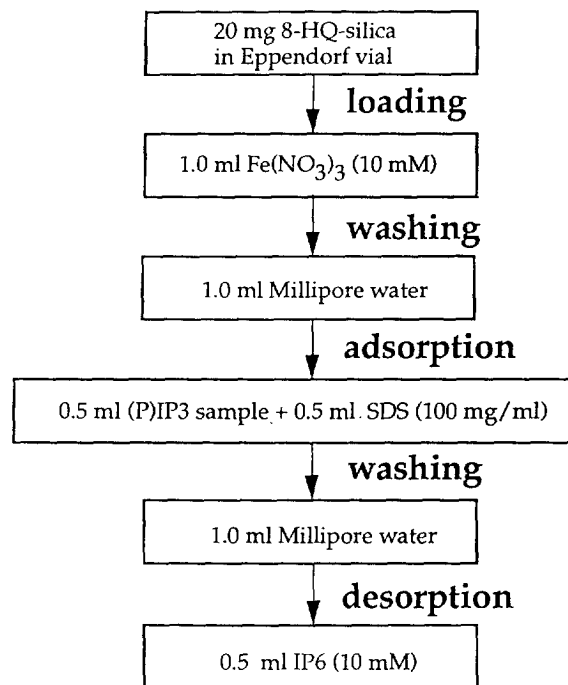 20 mg 8-HQ-silica
in Eppendorf vial
loading
1.0 ml Fe(NO3)3 (10 mM)
washing
1.0 ml Millipore water
adsorption
0.5 ml (P)IP3 sample + 0.5 ml SDS (100 mg/ml)
washing
1.0 ml Millipore water
desorption
0.5 ml IP6 (10 mM)